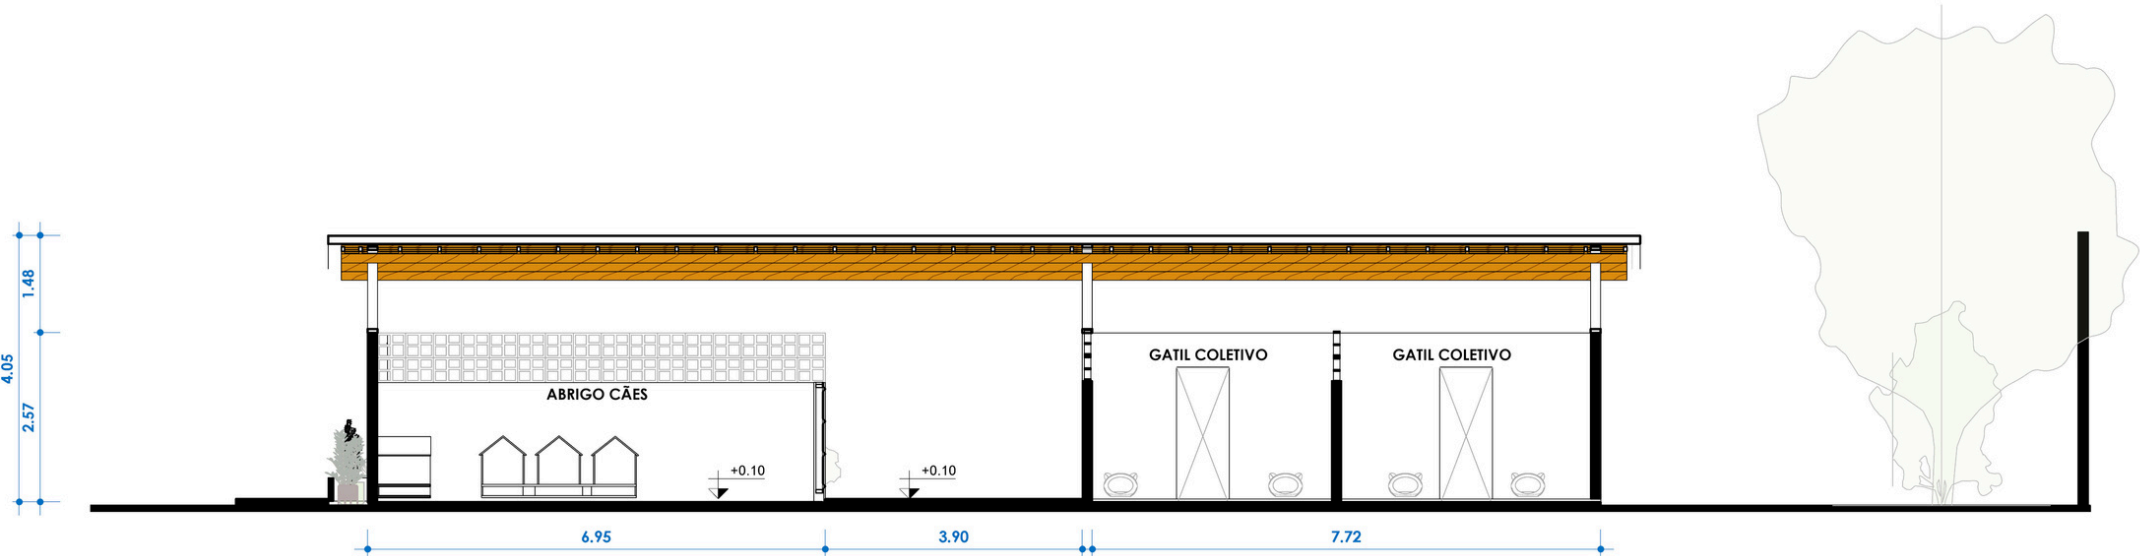 1.48
4.05
2.57
GATIL COLETIVO
GATIL COLETIVO
ABRIGO CÃES
+0.10
+0.10
6.95
3.90
7.72